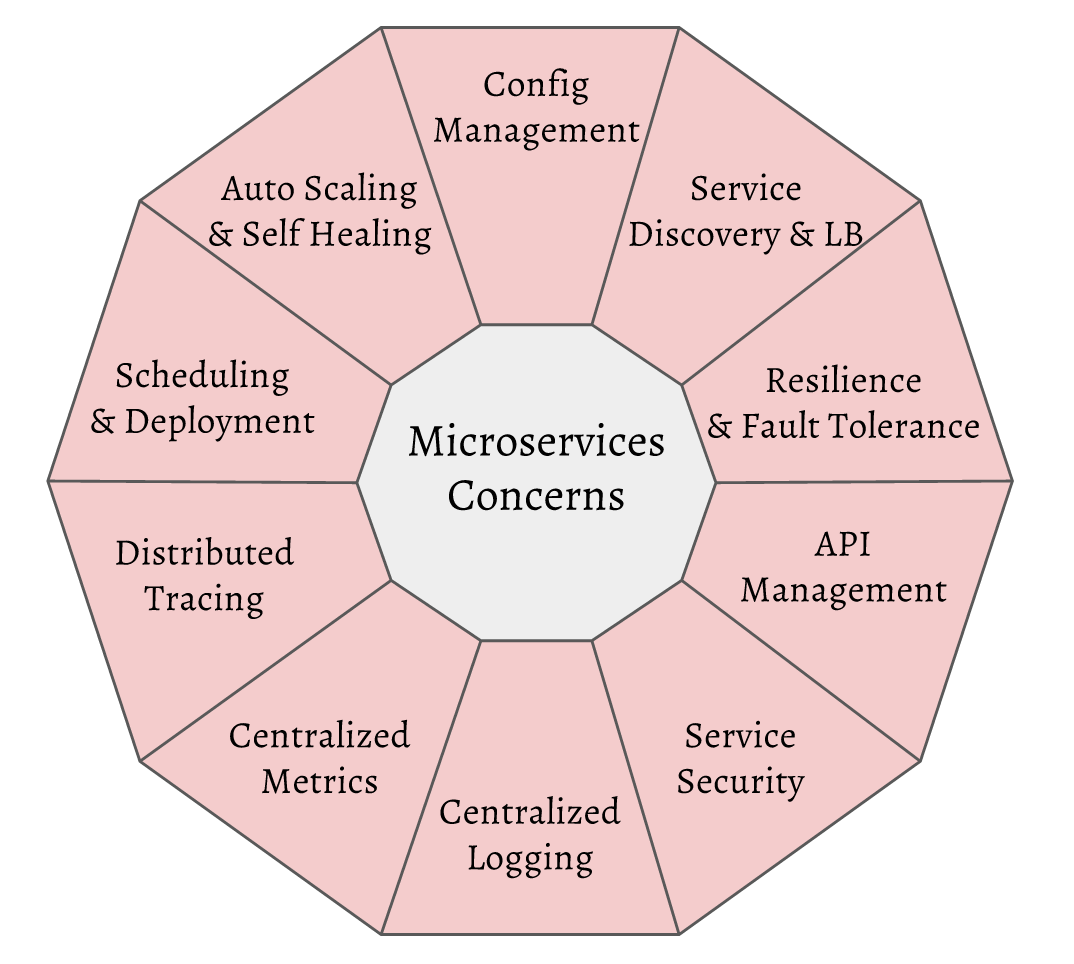 Config
Management
Service
Discovery & LB
Resilience
& Fault Tolerance
API
Management
Service
Security
Centralized
Logging
Centralized
Metrics
Distributed
Tracing
Scheduling
& Deployment
Auto Scaling
& Self Healing
Microservices
Concerns